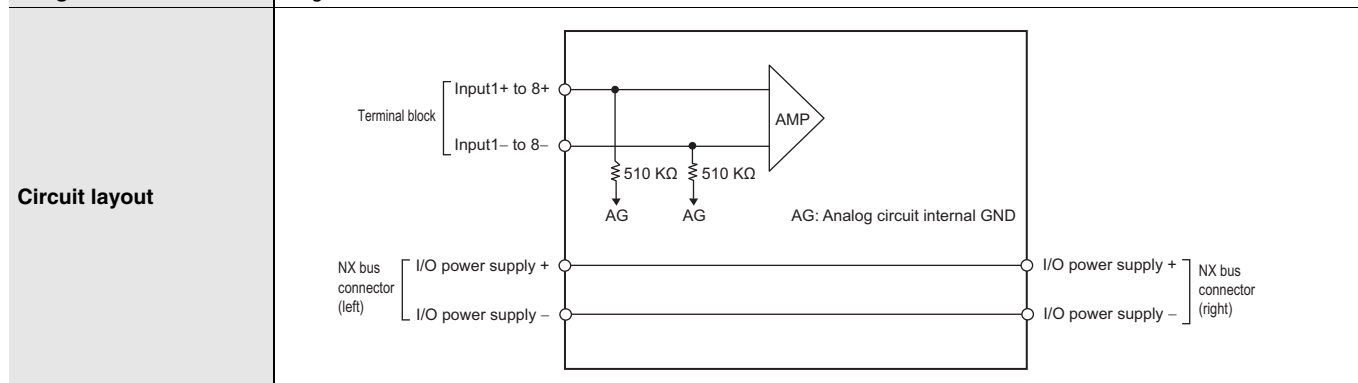 Circuit layout
Terminal block
Input1+ to 8+
Input1– to 8–
AMP
510 KΩ
510 KΩ
AG
AG
AG: Analog circuit internal GND
NX bus
connector
(left)
I/O power supply +
I/O power supply –
I/O power supply +
I/O power supply –
NX bus
connector
(right)